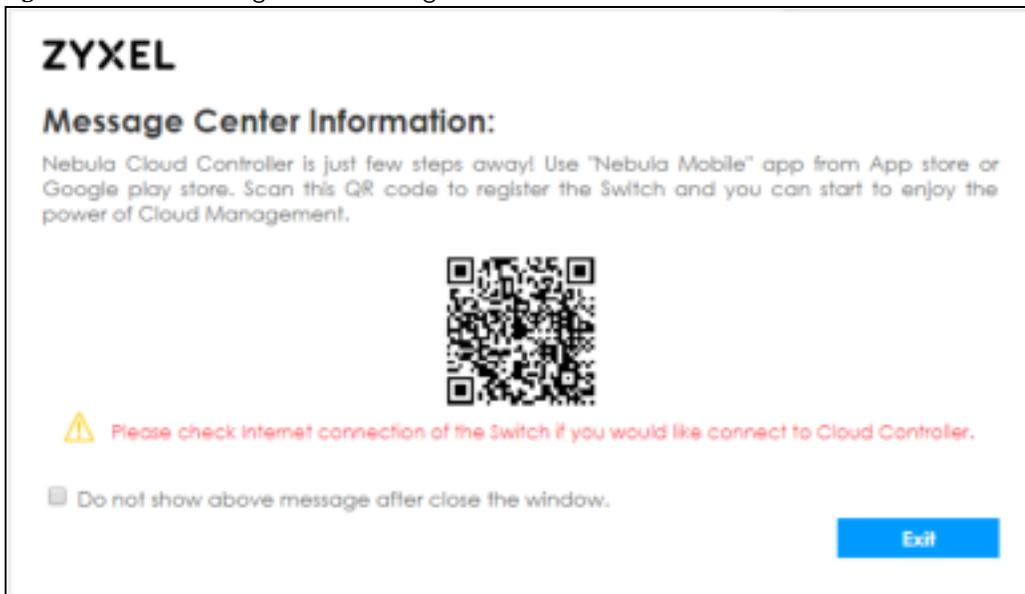 ZYXEL
Message Center Information:
Nebula Cloud Controller is just few steps away! Use "Nebula Mobile" app from App store or
Google play store. Scan this QR code to register the Switch and you can start to enjoy the
power of Cloud Management.
Please check Internet connection of the Switch if you would like connect to Cloud Controller.
Do not show above message after close the window.
Exit